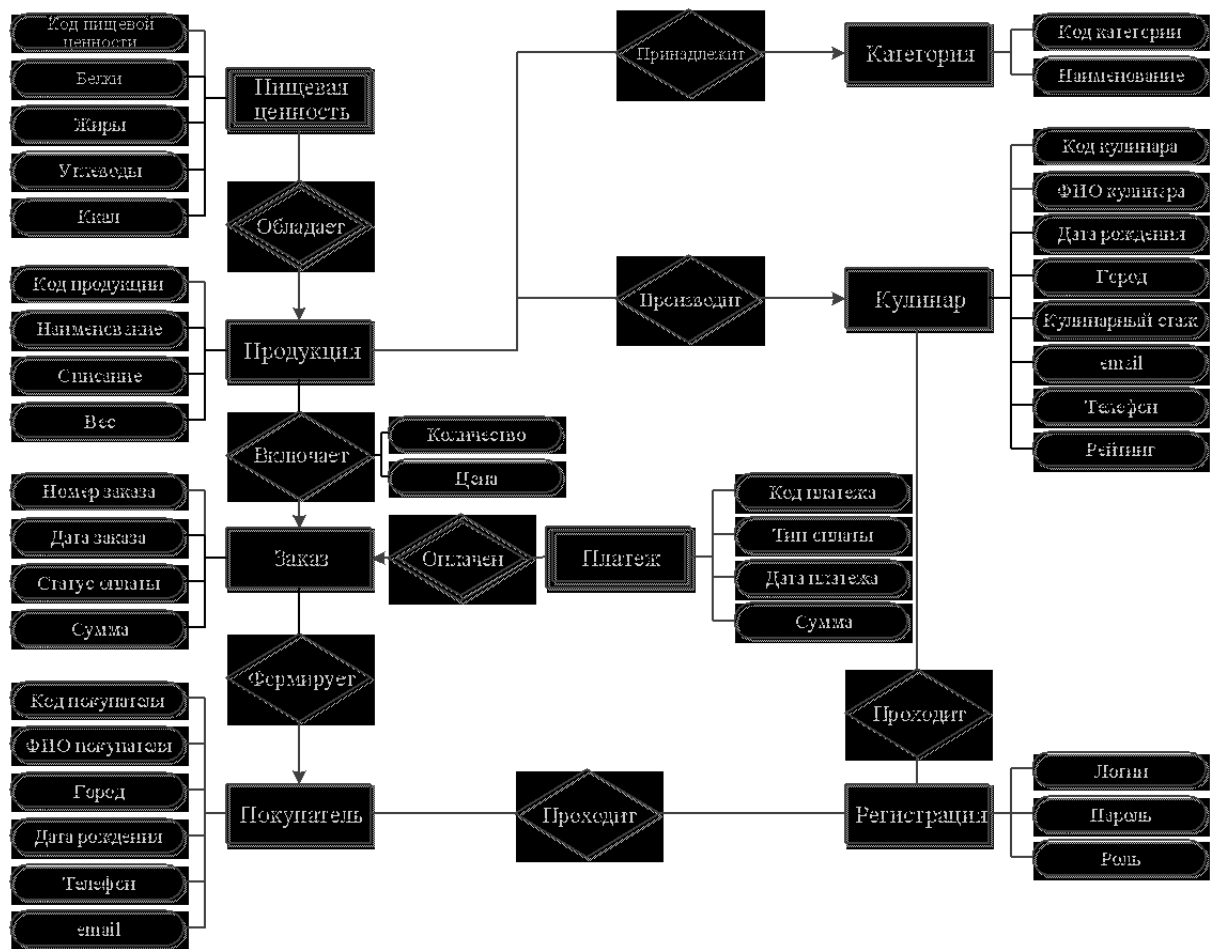 Код пищевой
ценности
Белки
Жиры
Углеводы
Ккал
Пищевая
ценность
Обладает
Принадлежит
Категория
Код категории
Наименование
Код продукции
Наименование
Описание
Вес
Продукция
Производит
Кулинар
Код кулинара
ФИО кулинара
Дата рождения
Город
Кулинарный стаж
email
Телефон
Рейтинг
Включает
Количество
Цена
Номер заказа
Дата заказа
Статус оплаты
Сумма
Заказ
Оплачен
Платеж
Код платежа
Тип оплаты
Дата платежа
Сумма
Формирует
Проходит
Код покупателя
ФИО покупателя
Город
Дата рождения
Телефон
email
Покупатель
Проходит
Регистрация
Логин
Пароль
Роль